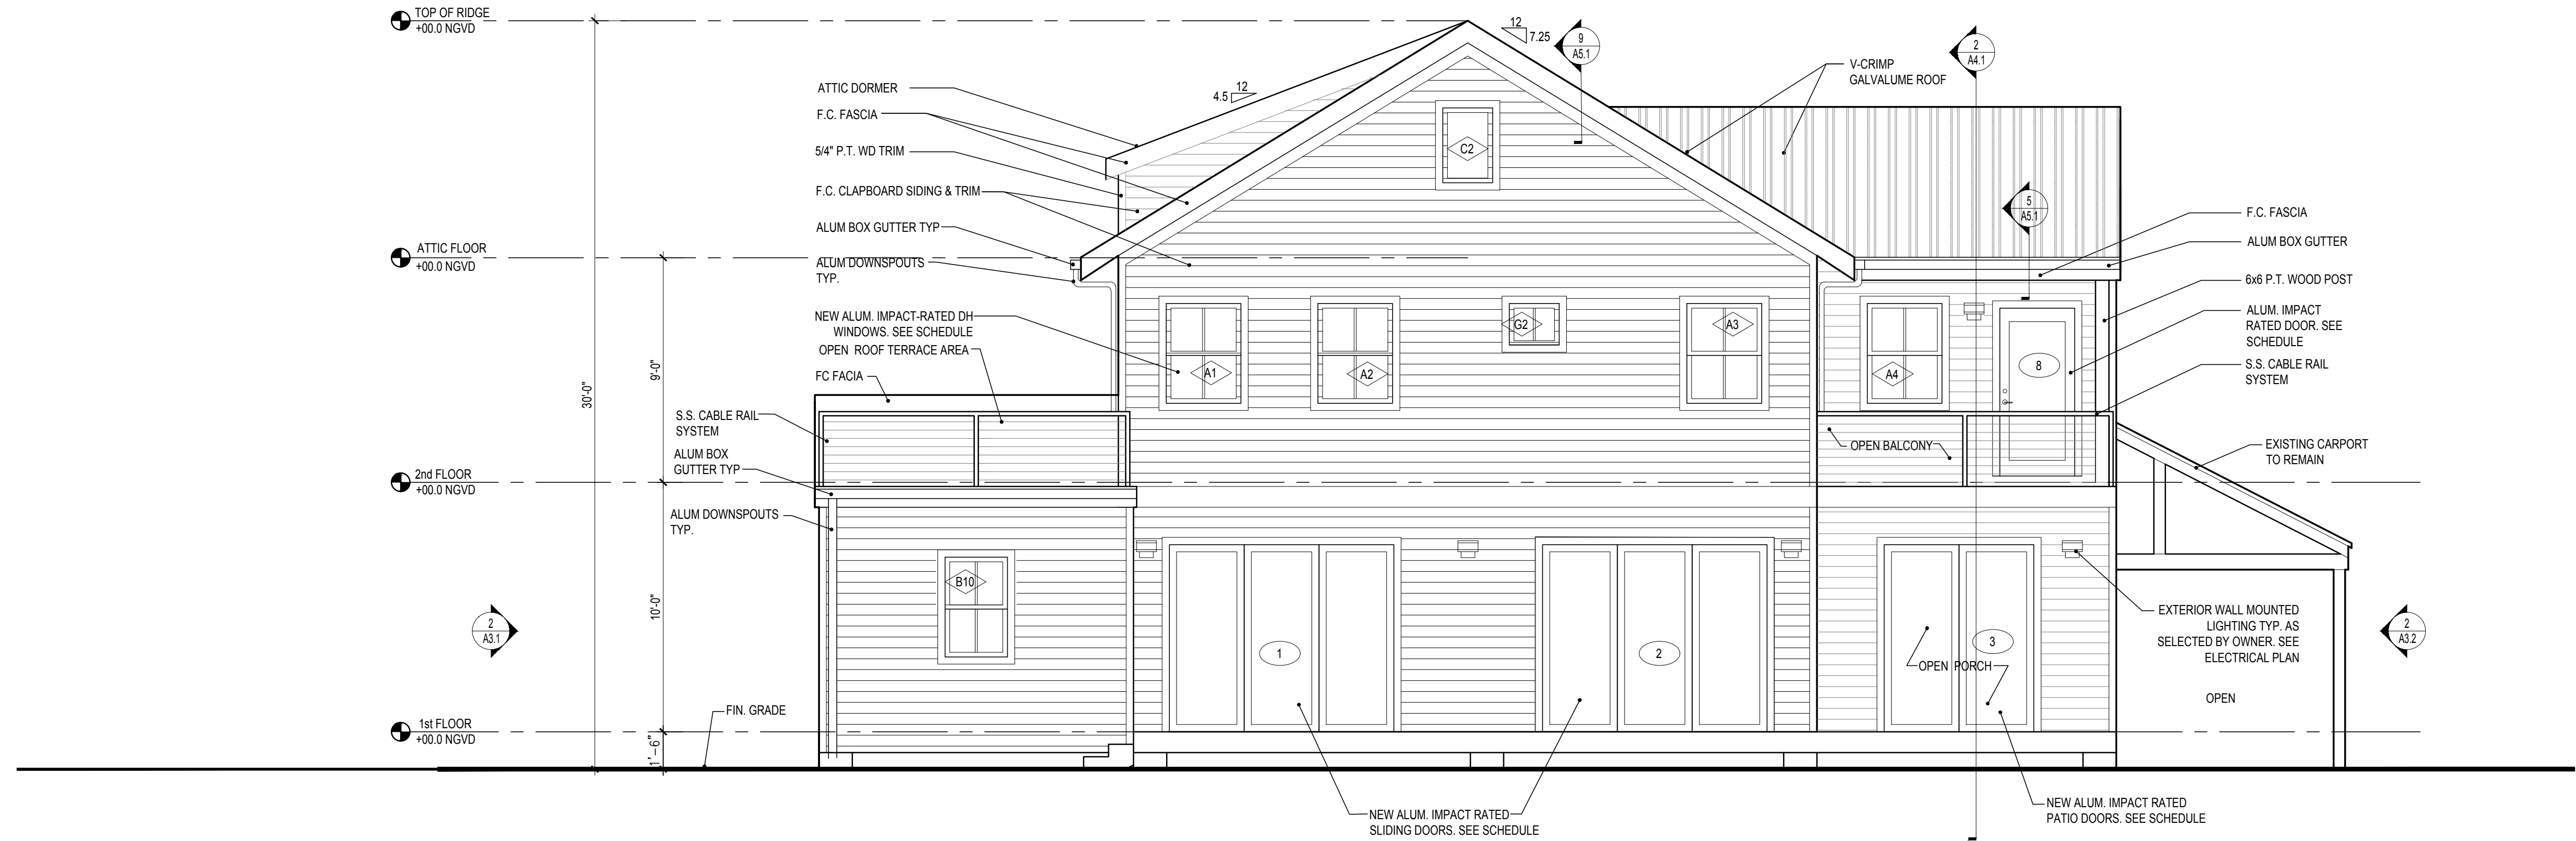 TOP OF RIDGE
+00.0 NGVD
ATTIC FLOOR
+00.0 NGVD
2nd FLOOR
+00.0 NGVD
1st FLOOR
+00.0 NGVD
30'-0"
9'-0"
10'-0"
1'-6"
2
A3.1
ATTIC DORMER
F.C. FASCIA
5/4" P.T. WD TRIM
F.C. CLAPBOARD SIDING & TRIM
ALUM BOX GUTTER TYP
ALUM DOWNSPOUTS
TYP.
NEW ALUM. IMPACT-RATED DH
WINDOWS. SEE SCHEDULE
OPEN ROOF TERRACE AREA
FC FACIA
S.S. CABLE RAIL
SYSTEM
ALUM BOX
GUTTER TYP
ALUM DOWNSPOUTS
TYP.
FIN. GRADE
12
4.5
12
7.25
9
A5.1
2
A4.1
V-CRIMP
GALVALUME ROOF
5
A5.1
C2
A1
A2
G2
A3
A4
8
B10
1
2
3
OPEN BALCONY
OPEN PORCH
F.C. FASCIA
ALUM BOX GUTTER
6x6 P.T. WOOD POST
ALUM. IMPACT
RATED DOOR. SEE
SCHEDULE
S.S. CABLE RAIL
SYSTEM
EXISTING CARPORT
TO REMAIN
EXTERIOR WALL MOUNTED
LIGHTING TYP. AS
SELECTED BY OWNER. SEE
ELECTRICAL PLAN
OPEN
2
A3.2
NEW ALUM. IMPACT RATED
SLIDING DOORS. SEE SCHEDULE
NEW ALUM. IMPACT RATED
PATIO DOORS. SEE SCHEDULE